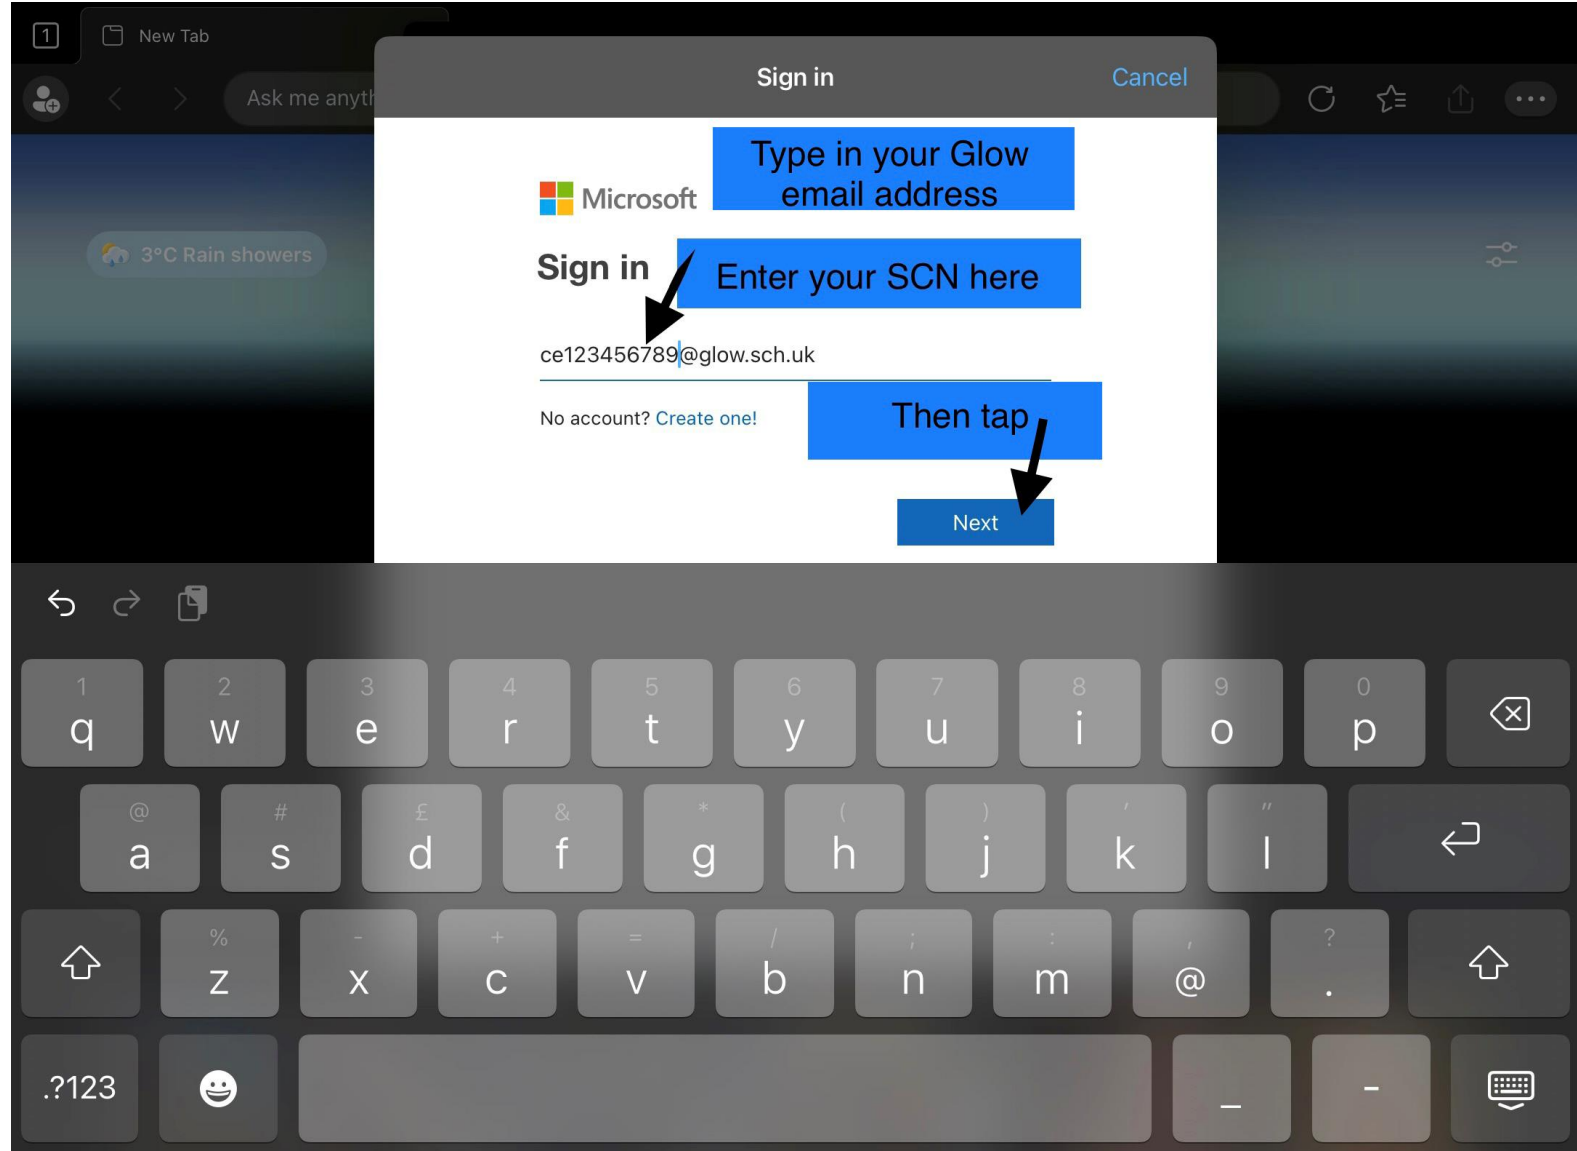 1
New Tab
Ask me anyth
Sign in
Cancel
Type in your Glow
email address
Microsoft
3°C Rain showers
Sign in
Enter your SCN here
ce123456789@glow.sch.uk
No account? Create one!
Then tap
Next
1 2 3 4 5 6 7 8 9 0
q w e r t y u i o p
@ # £ & * ( ) ' "
a s d f g h j k l
% - + = / ; : , ?
z x c v b n m @ .
.?123 _ -